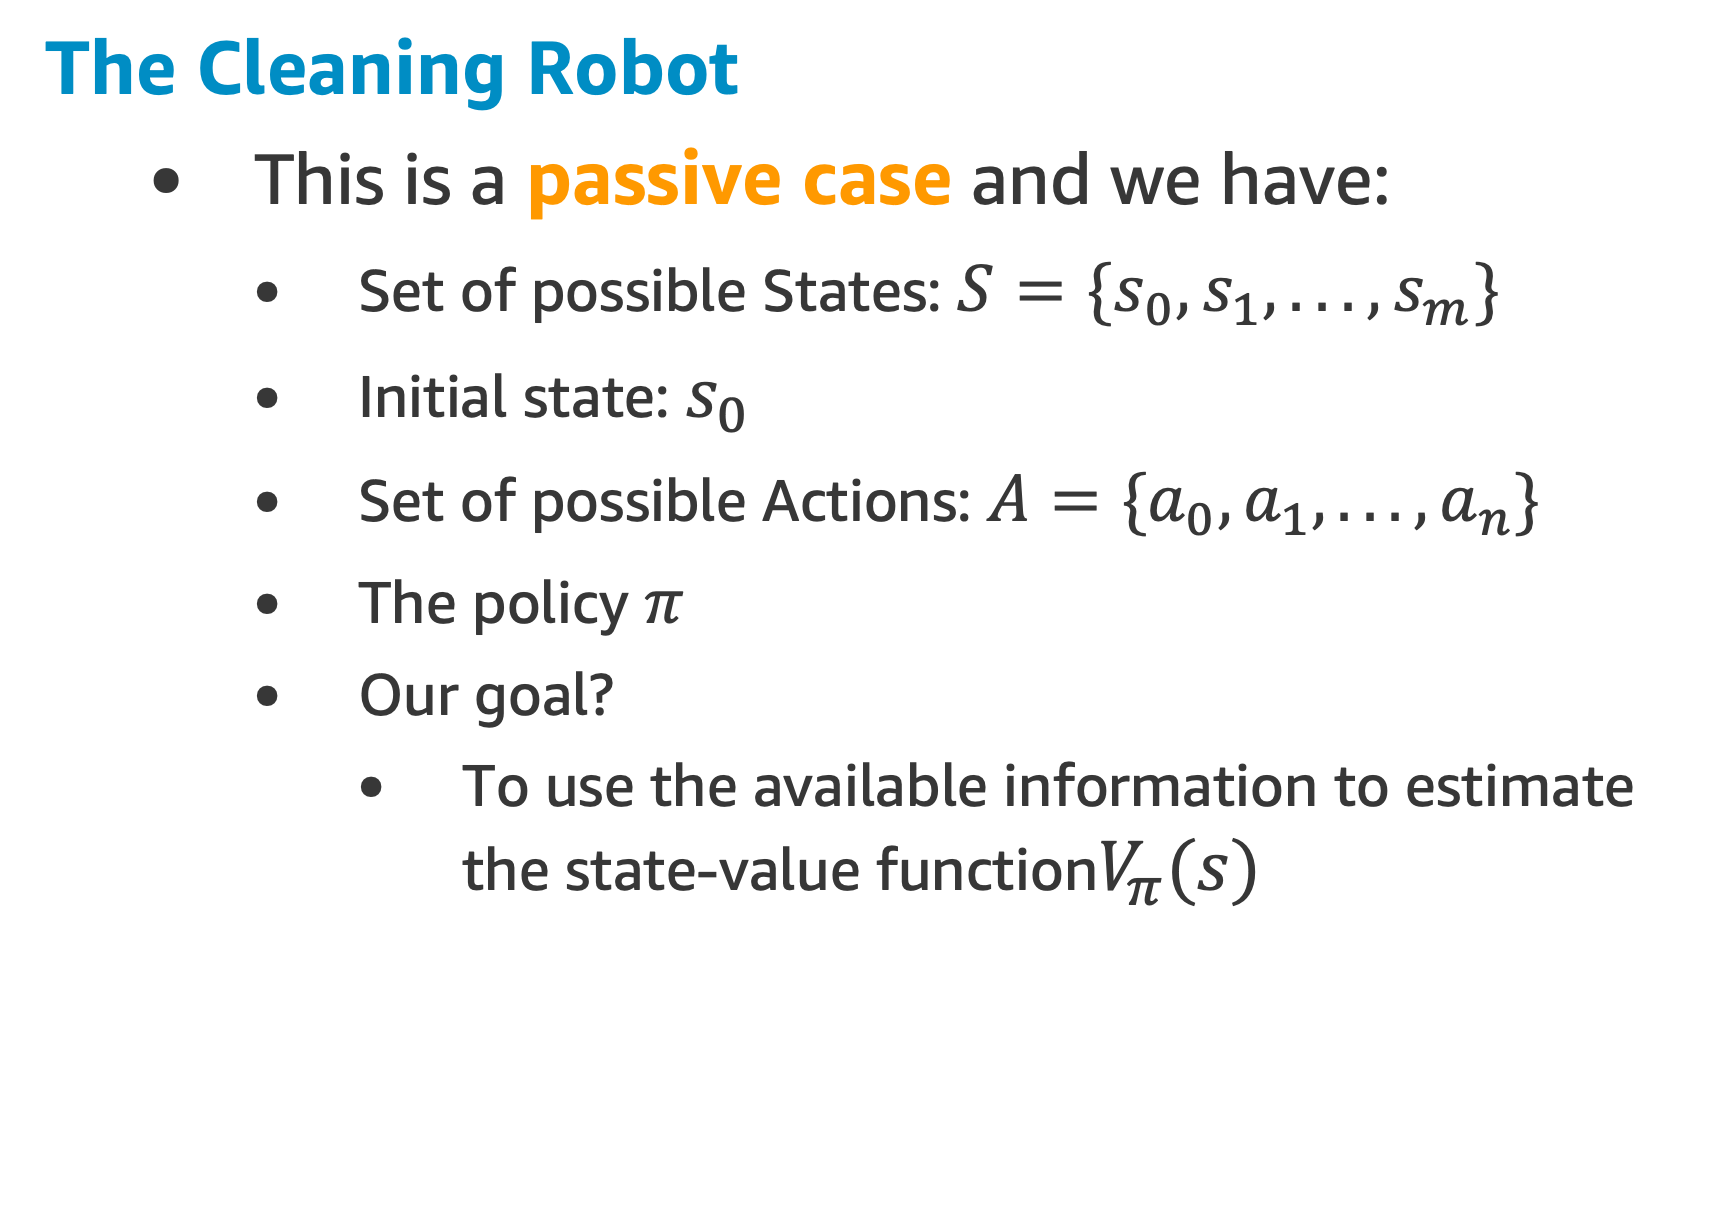 The Cleaning Robot
• This is a passive case and we have:
• Set of possible States: S = {s₀, s₁, . . . , sₘ}
• Initial state: s₀
• Set of possible Actions: A = {a₀, a₁, . . . , aₙ}
• The policy π
• Our goal?
• To use the available information to estimate
the state-value functionV_π(s)